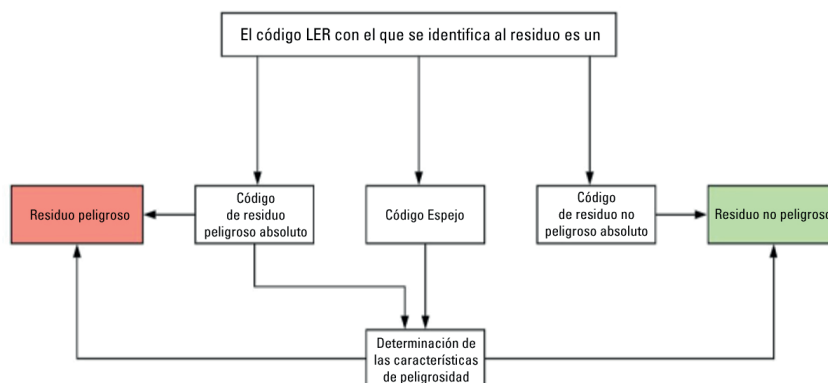 El código LER con el que se identifica al residuo es un
Residuo peligroso
Código
de residuo
peligroso absoluto
Código Espejo
Código
de residuo no
peligroso absoluto
Residuo no peligroso
Determinación de
las características
de peligrosidad